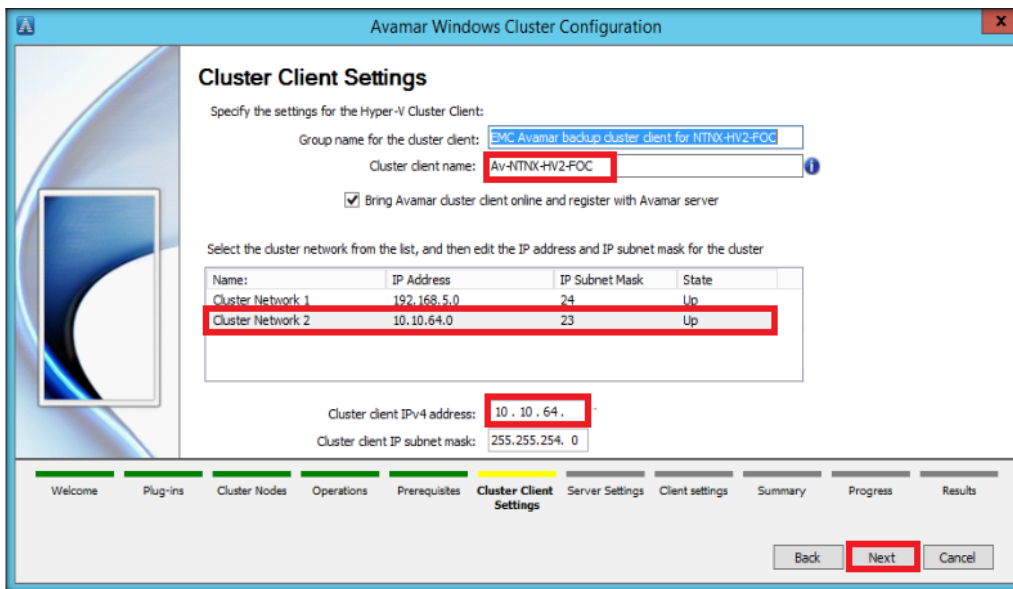 Avamar Windows Cluster Configuration
x
Cluster Client Settings
Specify the settings for the Hyper-V Cluster Client:
Group name for the cluster client: EMC Avamar backup cluster client for NTNX-HV2-FOC
Cluster client name: Av-NTNX-HV2-FOC
Bring Avamar cluster client online and register with Avamar server
Select the cluster network from the list, and then edit the IP address and IP subnet mask for the cluster
Name: IP Address IP Subnet Mask State
Cluster Network 1 192.168.5.0 24 Up
Cluster Network 2 10.10.64.0 23 Up
Cluster client IPv4 address: 10 . 10 . 64 .
Cluster client IP subnet mask: 255.255.254. 0
Welcome Plug-ins Cluster Nodes Operations Prerequisites Cluster Client Settings Server Settings Client settings Summary Progress Results
Back Next Cancel